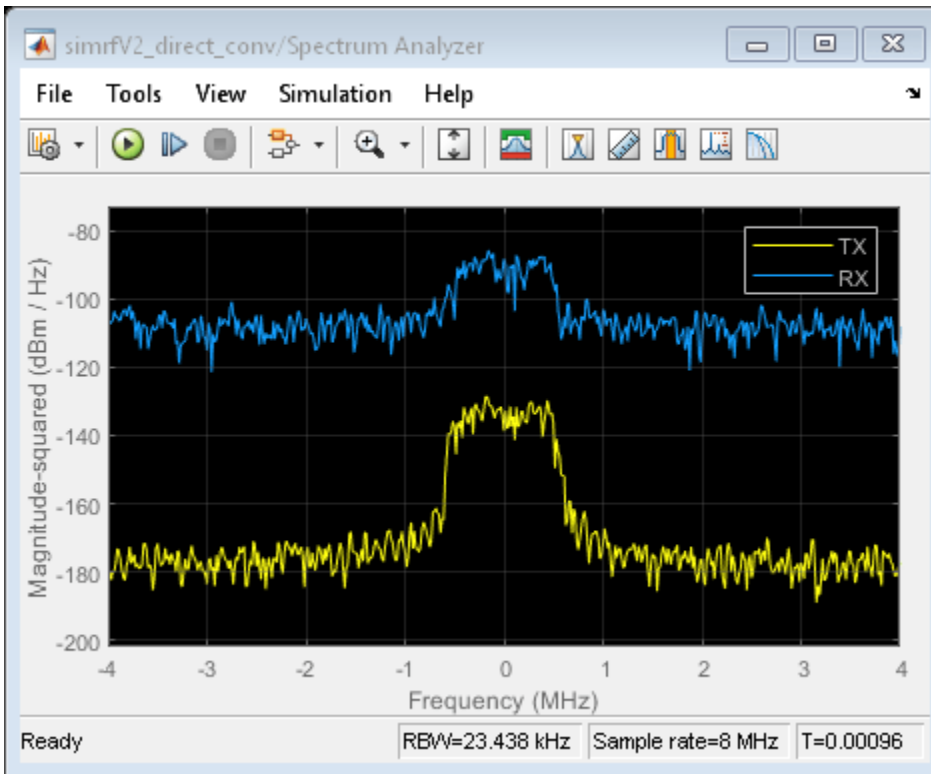 simrfV2_direct_conv/Spectrum Analyzer
File Tools View Simulation Help
TX
RX
Magnitude-squared (dBm / Hz)
-80
-100
-120
-140
-160
-180
-200
-4 -3 -2 -1 0 1 2 3 4
Frequency (MHz)
Ready RBW=23.438 kHz Sample rate=8 MHz T=0.00096